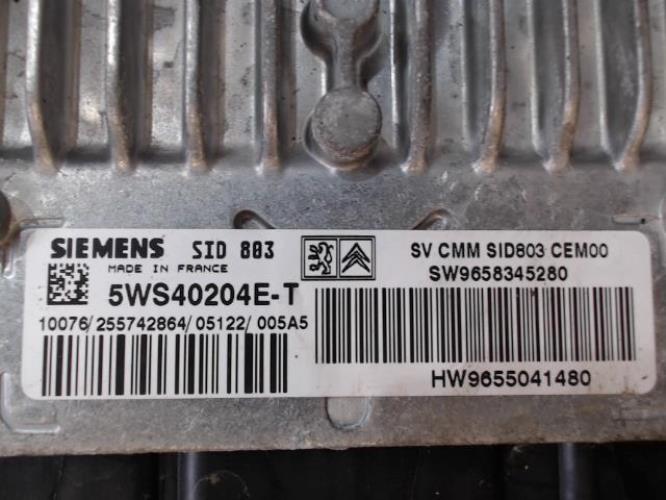 SIEMENS SID 803
MADE IN FRANCE
5WS40204E-T
10076/255742864/05122/005A5
SV CMM SID803 CEM00
SW9658345280
HW9655041480